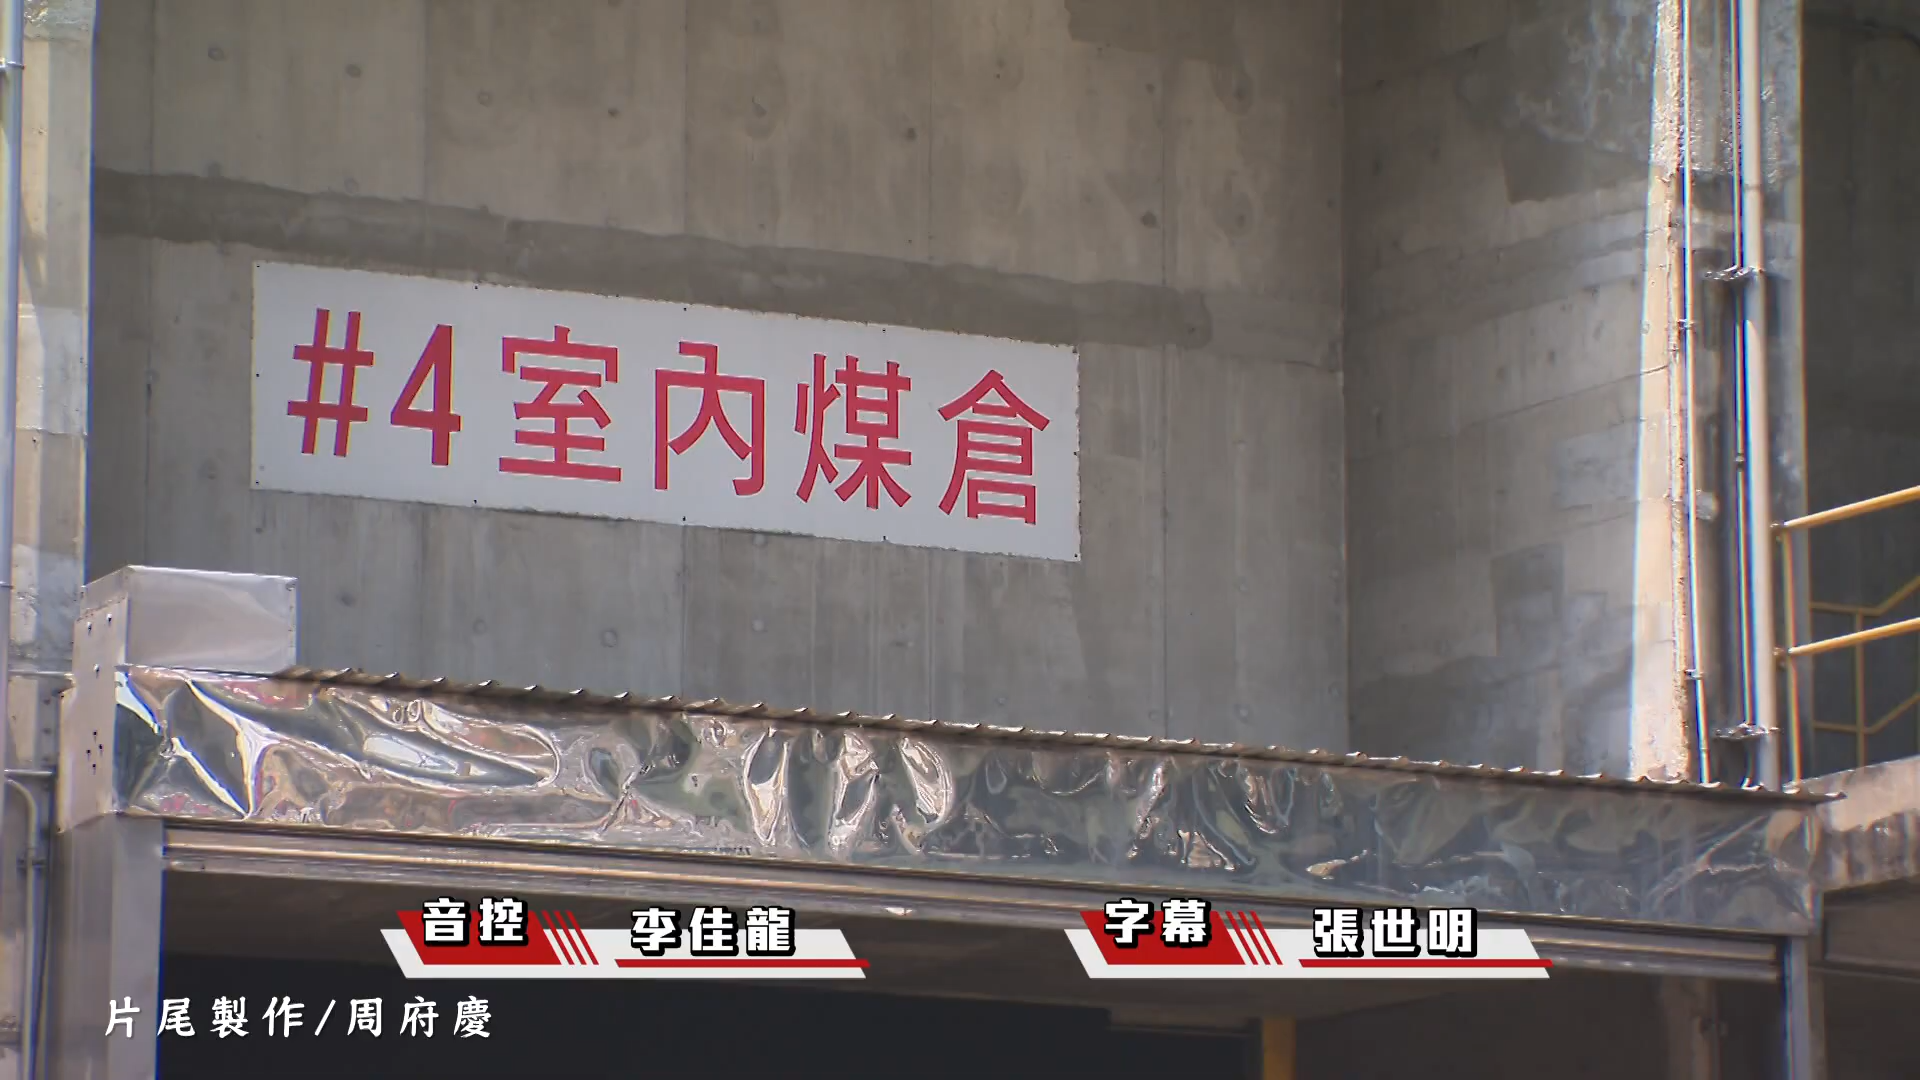 #4室內煤倉
音控 李佳龍
字幕 張世明
片尾製作/周府慶